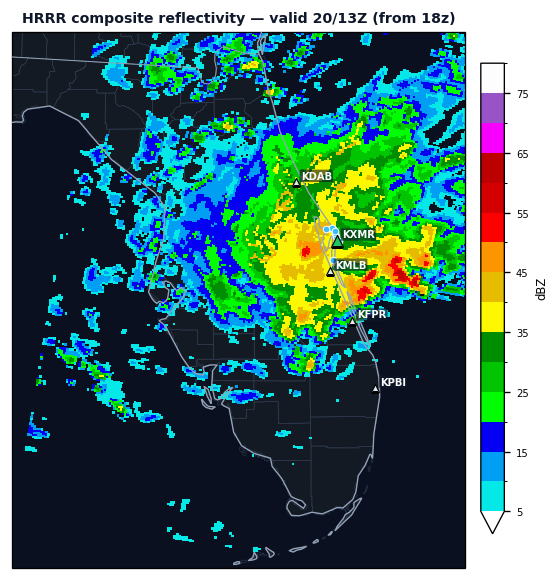 HRRR composite reflectivity — valid 20/13Z (from 18z)
KDAB
KXMR
KMLB
KFPR
KPBI
75
65
55
45
35
25
15
5
dBZ